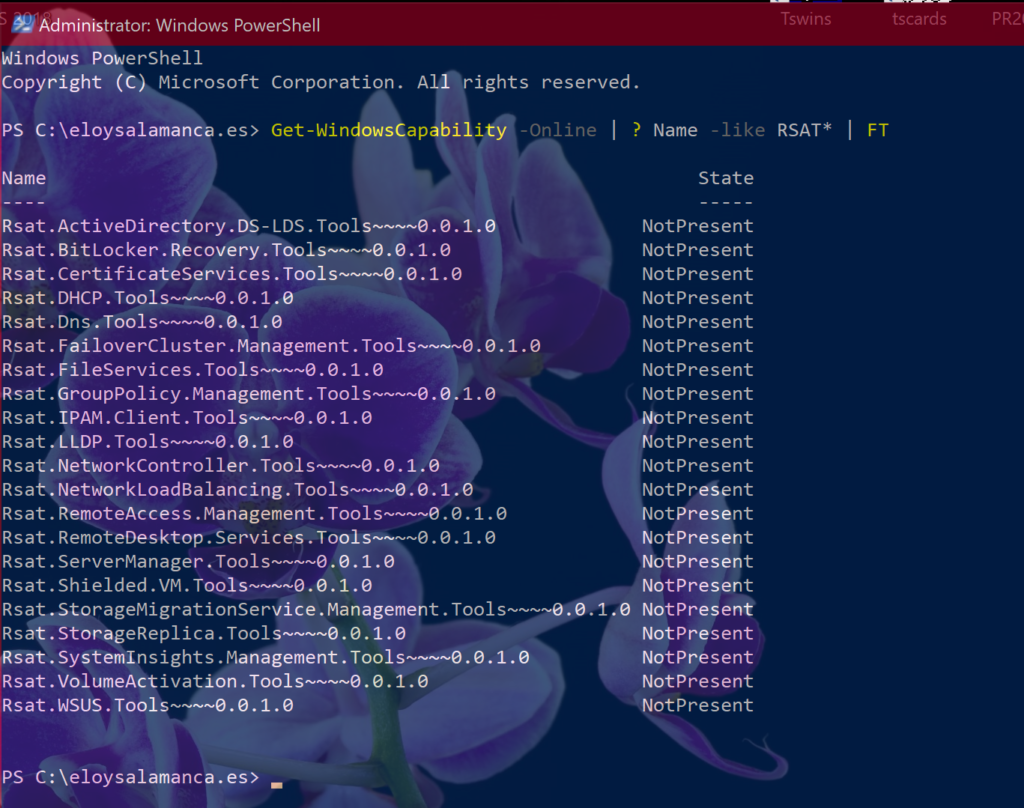 Tswins tscards
Administrator: Windows PowerShell
Windows PowerShell
Copyright (C) Microsoft Corporation. All rights reserved.
PS C:\eloysalamanca.es> Get-WindowsCapability -Online | ? Name -like RSAT* | FT
Name State
---- -----
Rsat.ActiveDirectory.DS-LDS.Tools~~~~0.0.1.0 NotPresent
Rsat.BitLocker.Recovery.Tools~~~~0.0.1.0 NotPresent
Rsat.CertificateServices.Tools~~~~0.0.1.0 NotPresent
Rsat.DHCP.Tools~~~~0.0.1.0 NotPresent
Rsat.Dns.Tools~~~~0.0.1.0 NotPresent
Rsat.FailoverCluster.Management.Tools~~~~0.0.1.0 NotPresent
Rsat.FileServices.Tools~~~~0.0.1.0 NotPresent
Rsat.GroupPolicy.Management.Tools~~~~0.0.1.0 NotPresent
Rsat.IPAM.Client.Tools~~~~0.0.1.0 NotPresent
Rsat.LLDP.Tools~~~~0.0.1.0 NotPresent
Rsat.NetworkController.Tools~~~~0.0.1.0 NotPresent
Rsat.NetworkLoadBalancing.Tools~~~~0.0.1.0 NotPresent
Rsat.RemoteAccess.Management.Tools~~~~0.0.1.0 NotPresent
Rsat.RemoteDesktop.Services.Tools~~~~0.0.1.0 NotPresent
Rsat.ServerManager.Tools~~~~0.0.1.0 NotPresent
Rsat.Shielded.VM.Tools~~~~0.0.1.0 NotPresent
Rsat.StorageMigrationService.Management.Tools~~~~0.0.1.0 NotPresent
Rsat.StorageReplica.Tools~~~~0.0.1.0 NotPresent
Rsat.SystemInsights.Management.Tools~~~~0.0.1.0 NotPresent
Rsat.VolumeActivation.Tools~~~~0.0.1.0 NotPresent
Rsat.WSUS.Tools~~~~0.0.1.0 NotPresent
PS C:\eloysalamanca.es>